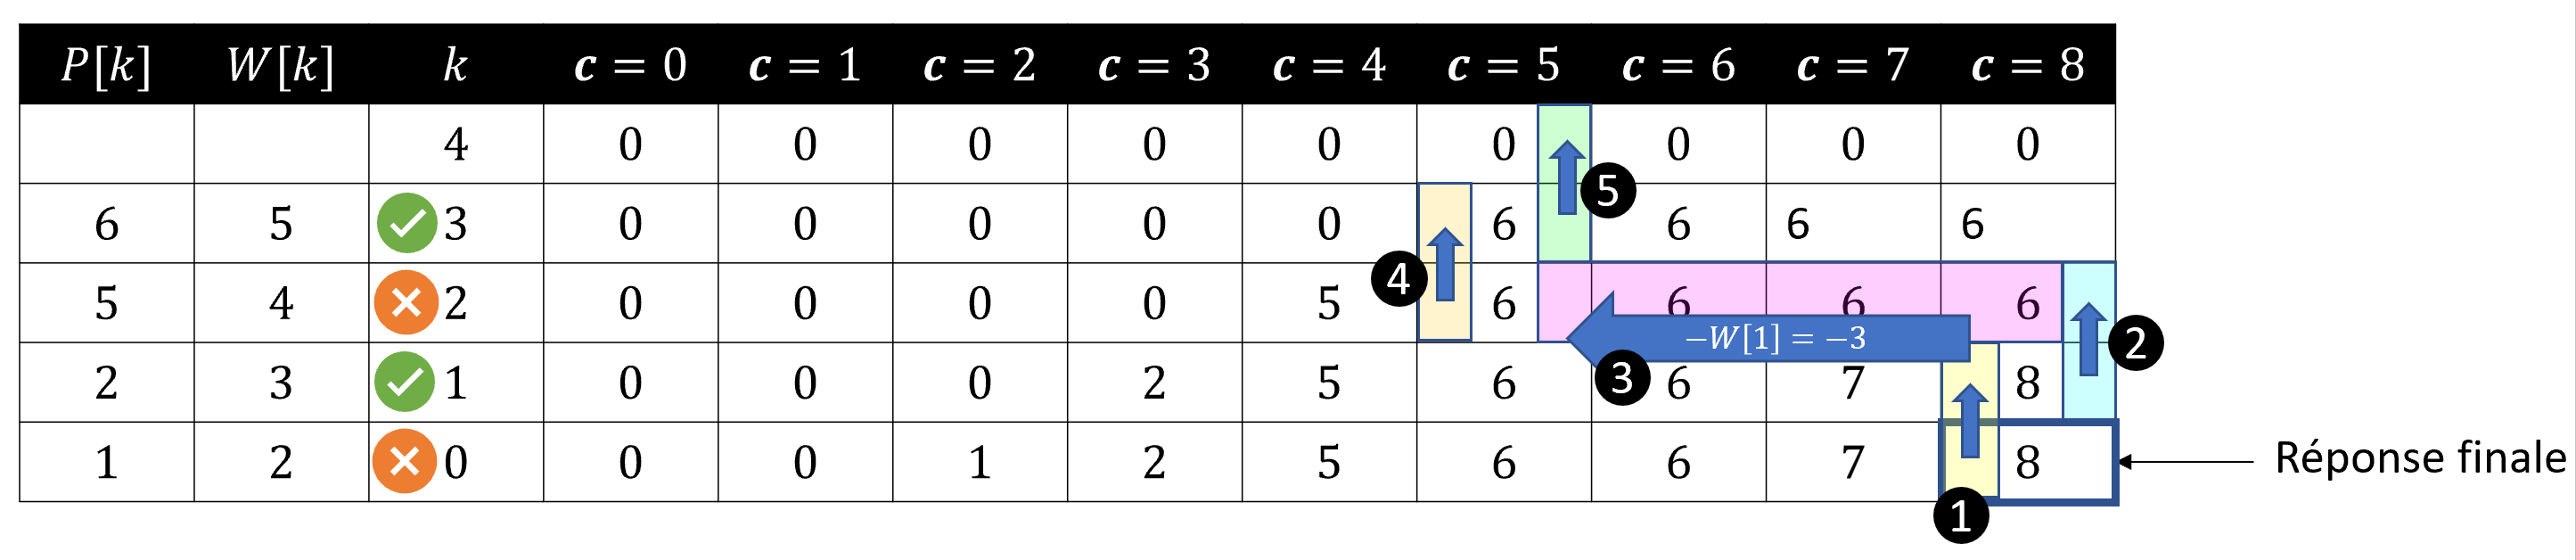 P[k] W[k] k c = 0 c = 1 c = 2 c = 3 c = 4 c = 5 c = 6 c = 7 c = 8
4 0 0 0 0 0 0 0 0 0
5
6 5 3 0 0 0 0 0 6 6 6 6
4
5 4 2 0 0 0 0 5 6 6 6 6
−W[1] = −3
2
3
2 3 1 0 0 0 2 5 6 6 7 8
1 2 0 0 0 1 2 5 6 6 7 8 Réponse finale
1